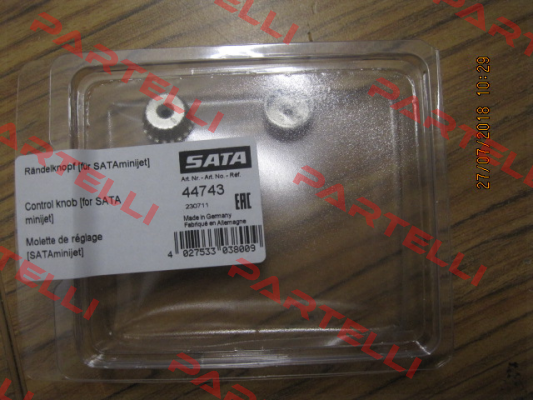 Rändelknopf [für SATAminijet]
Control knob [for SATA
minijet]
Molette de réglage
[SATAminijet]
SATA
Art. Nr. - Art. No. - Réf.
44743
230711
EAC
Made in Germany
Fabriqué en Allemagne
4 027533 038009
27/07/2018 10:29
PARTELLI
PARTELLI
PARTELLI
PARTELLI
PARTELLI